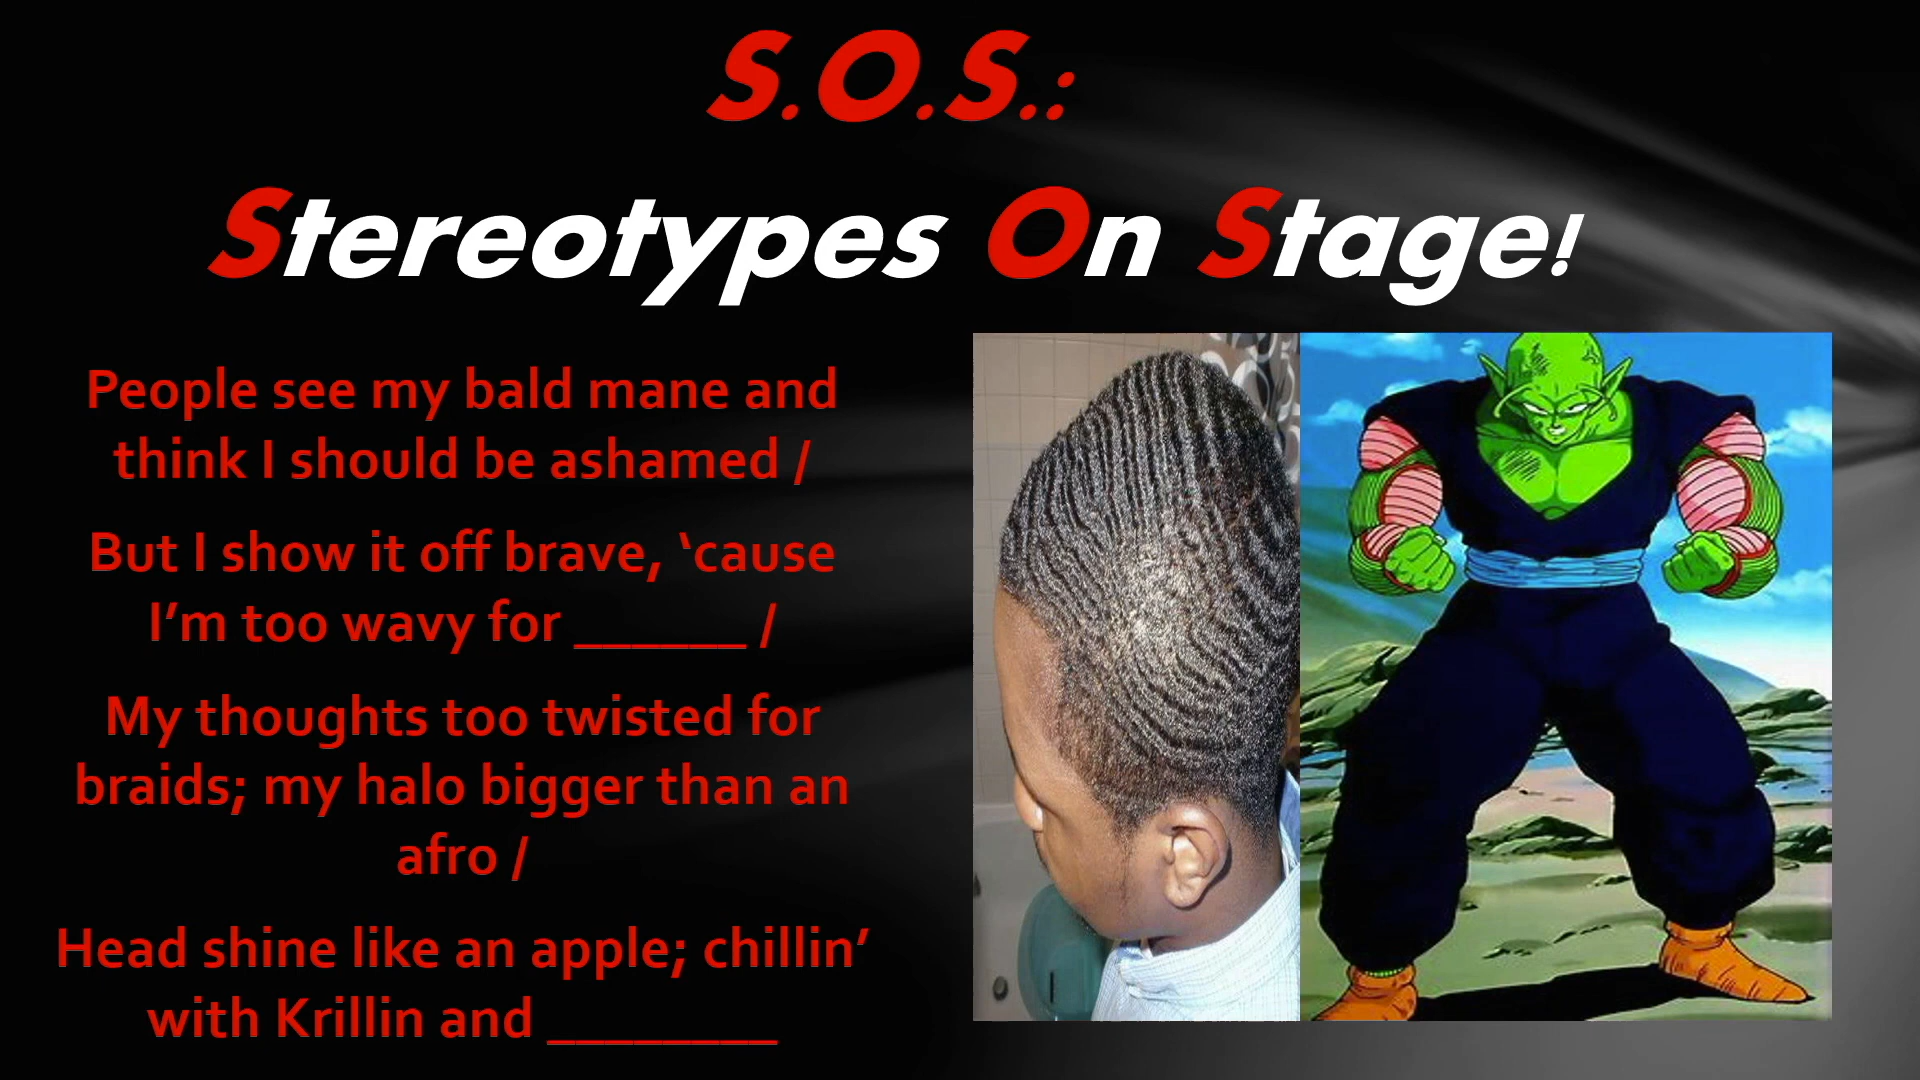 S.O.S.:
Stereotypes On Stage!
People see my bald mane and
think I should be ashamed /
But I show it off brave, ‘cause
I’m too wavy for ______ /
My thoughts too twisted for
braids; my halo bigger than an
afro /
Head shine like an apple; chillin’
with Krillin and ________